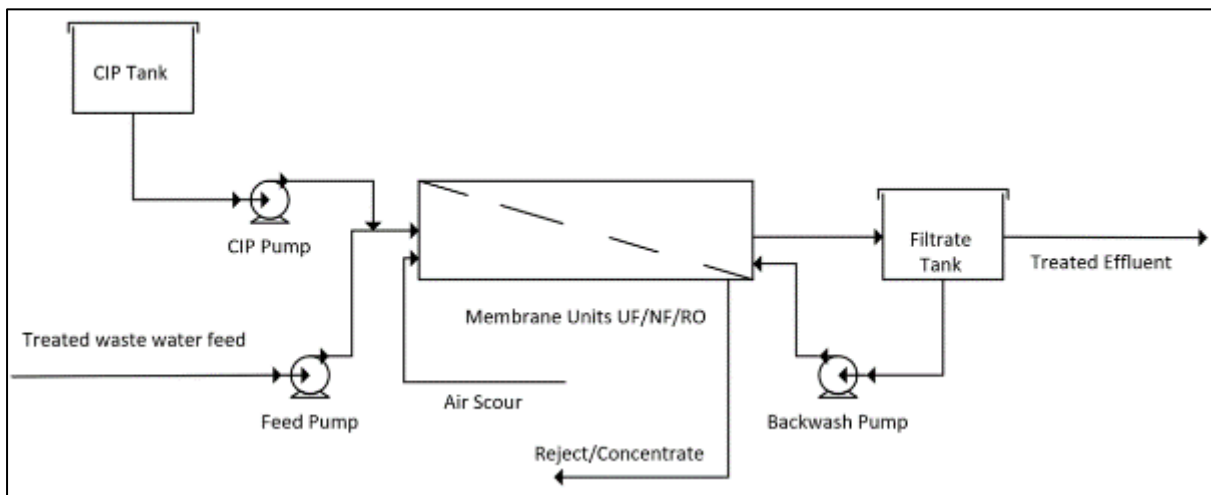 CIP Tank
CIP Pump
Filtrate
Tank
Treated Effluent
Membrane Units UF/NF/RO
Treated waste water feed
Air Scour
Feed Pump
Backwash Pump
Reject/Concentrate